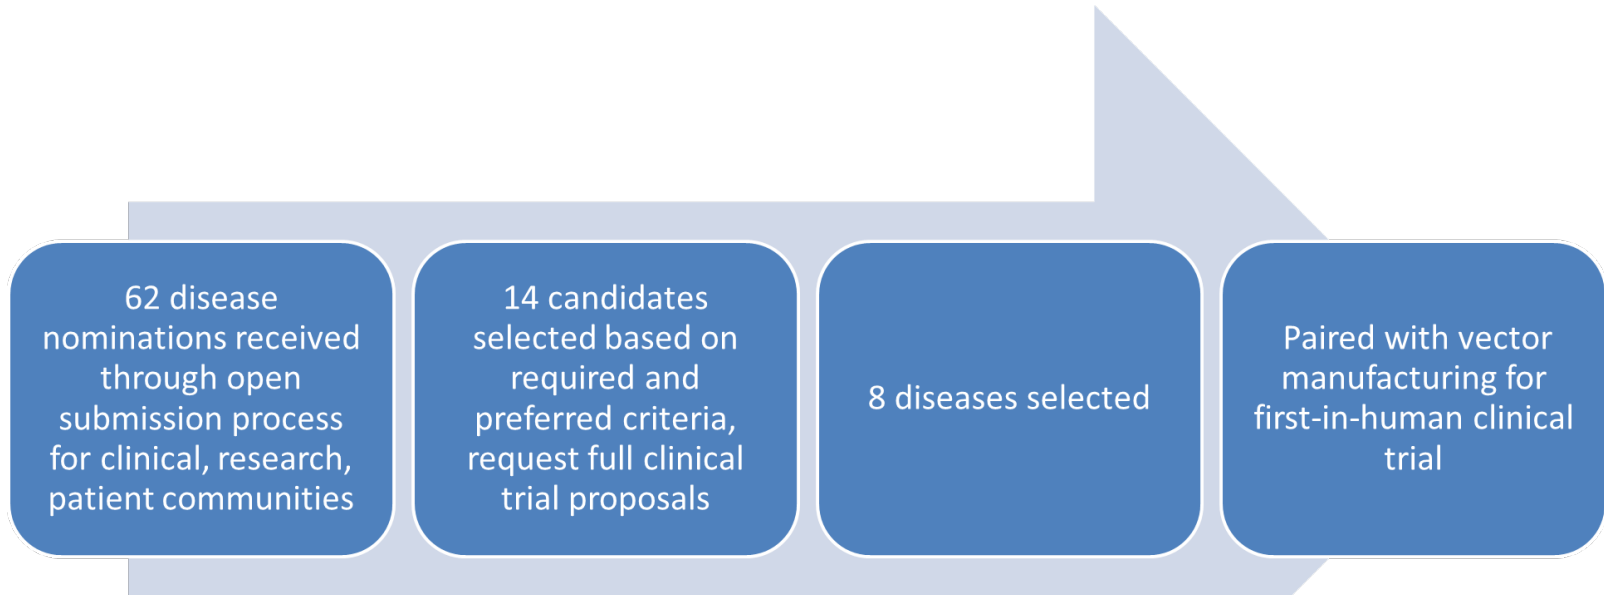 62 disease
nominations received
through open
submission process
for clinical, research,
patient communities
14 candidates
selected based on
required and
preferred criteria,
request full clinical
trial proposals
8 diseases selected
Paired with vector
manufacturing for
first-in-human clinical
trial